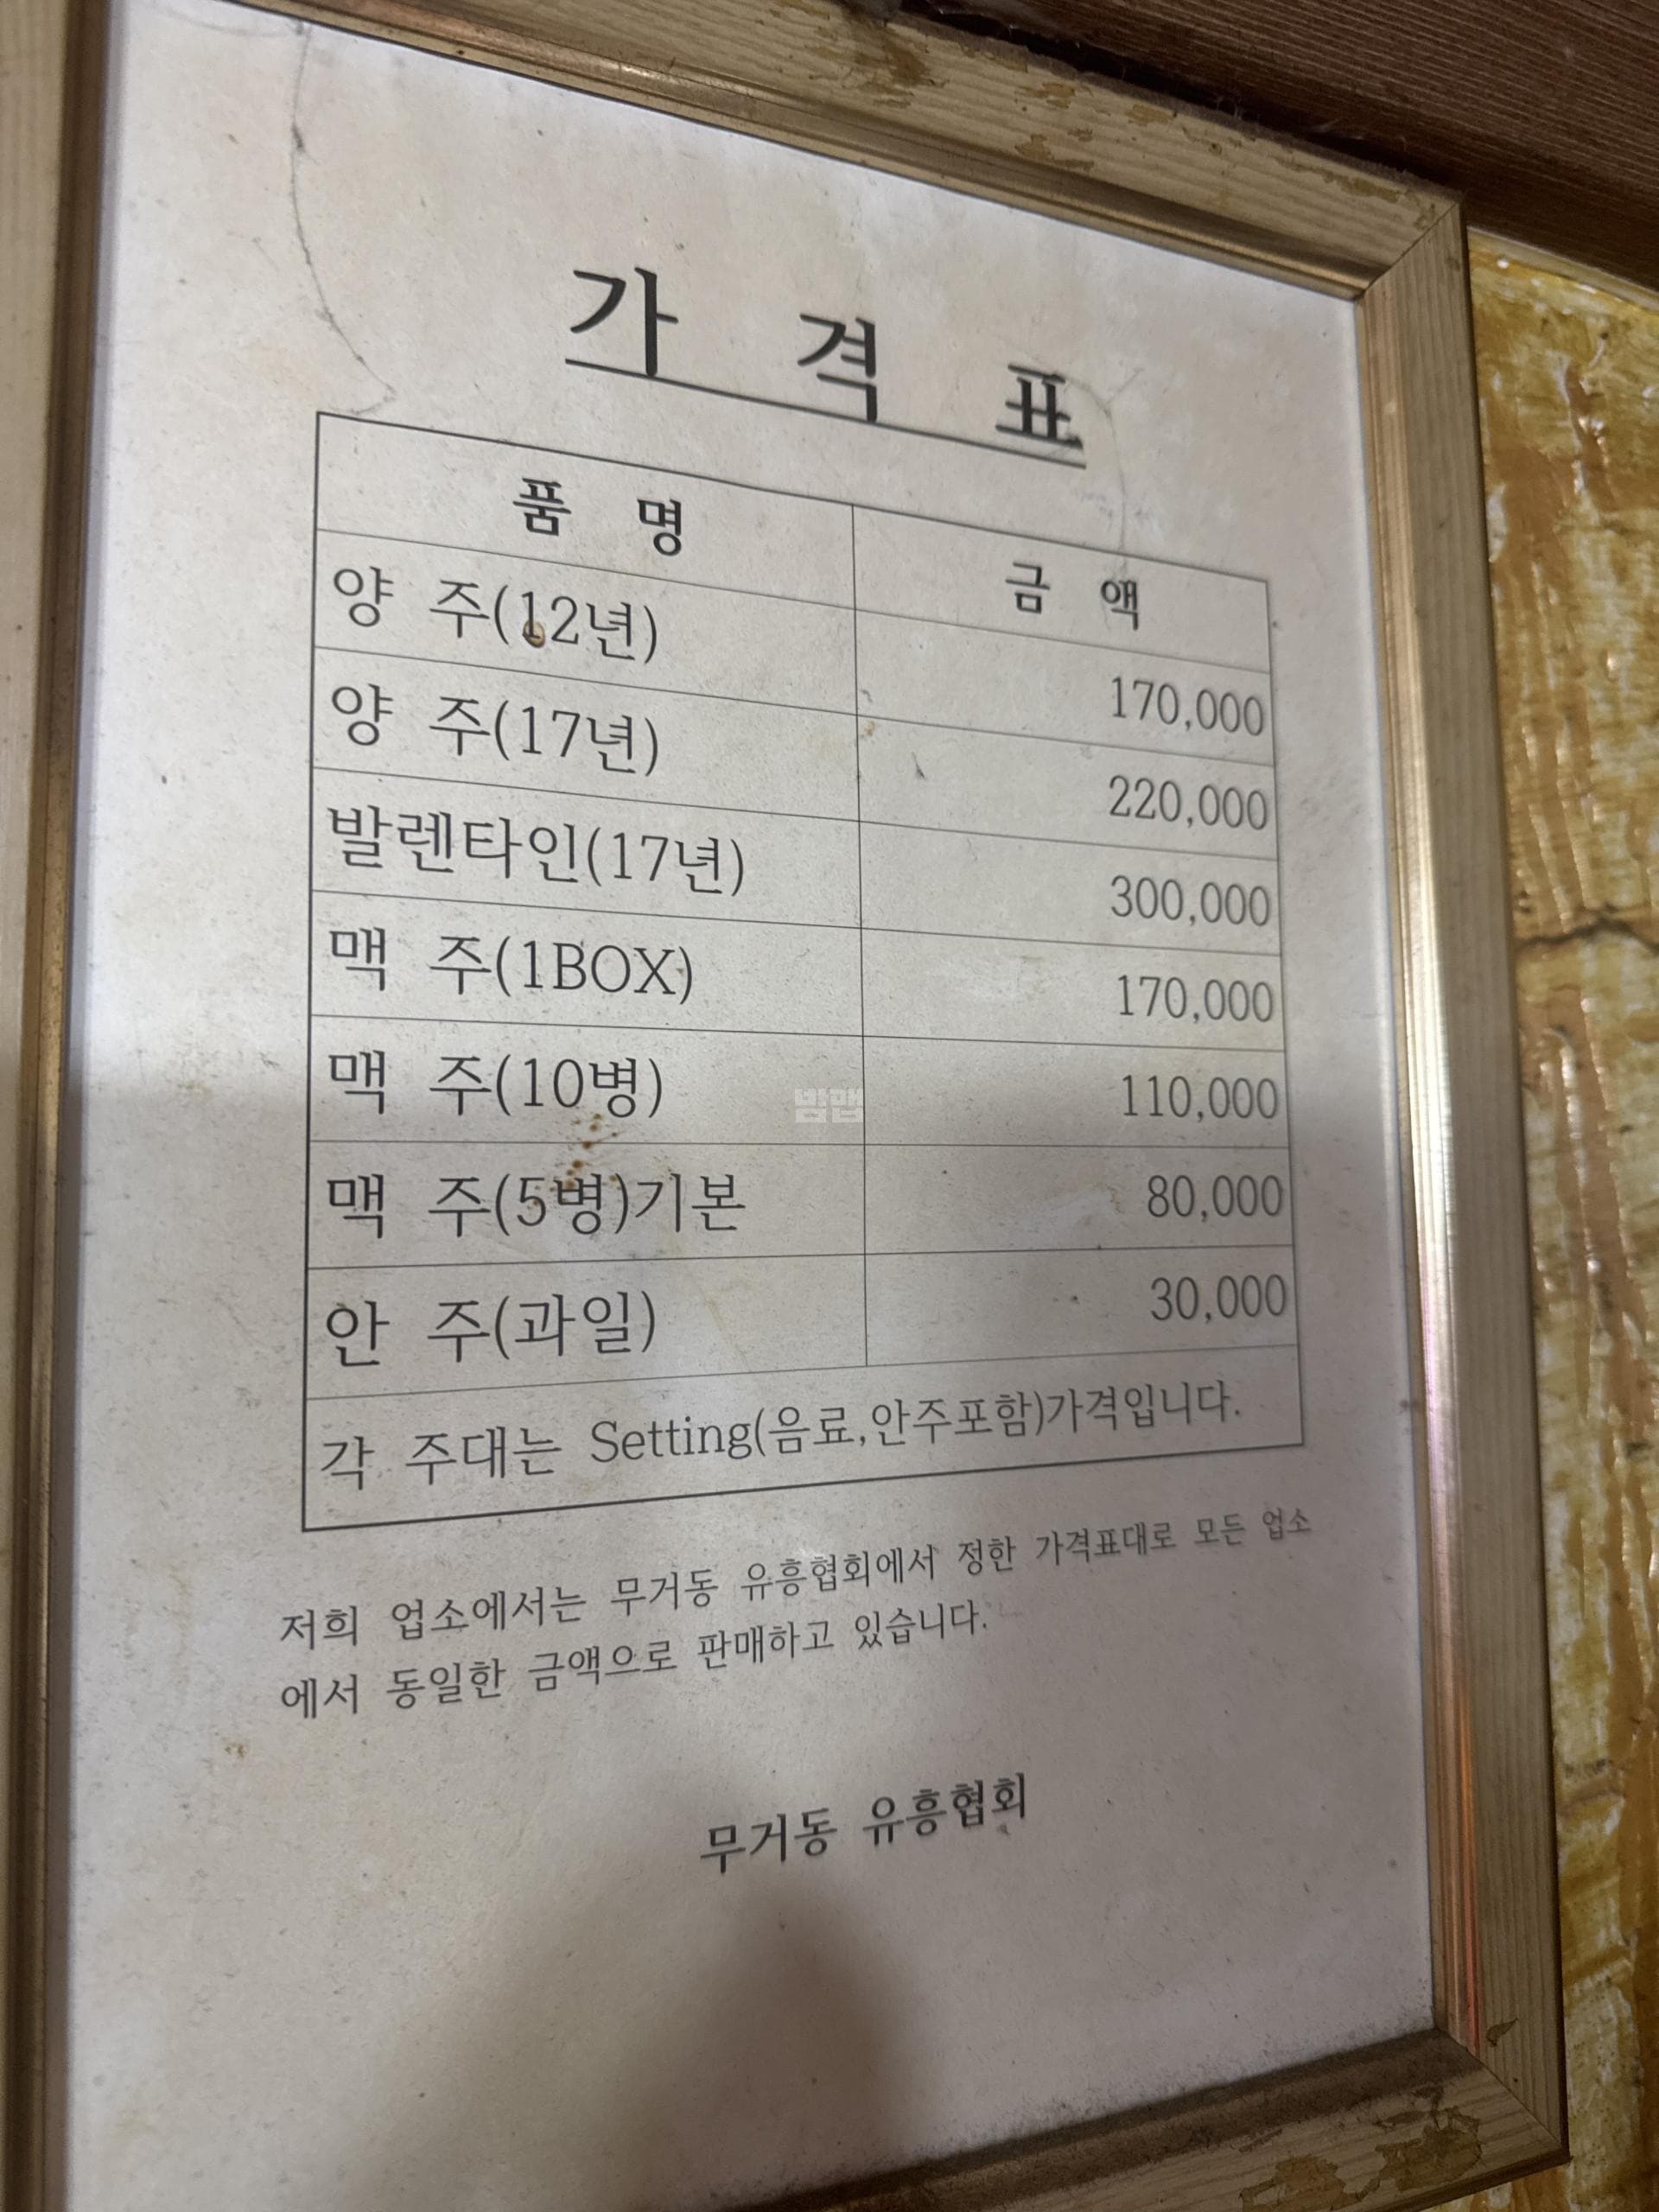 가 격 표
품 명 금 액
양 주(12년) 170,000
양 주(17년) 220,000
발렌타인(17년) 300,000
맥 주(1BOX) 170,000
맥 주(10병) 110,000
맥 주(5병)기본 80,000
안 주(과일) 30,000
각 주대는 Setting(음료,안주포함)가격입니다.
저희 업소에서는 무거동 유흥협회에서 정한 가격표대로 모든 업소
에서 동일한 금액으로 판매하고 있습니다.
무거동 유흥협회
밤맵